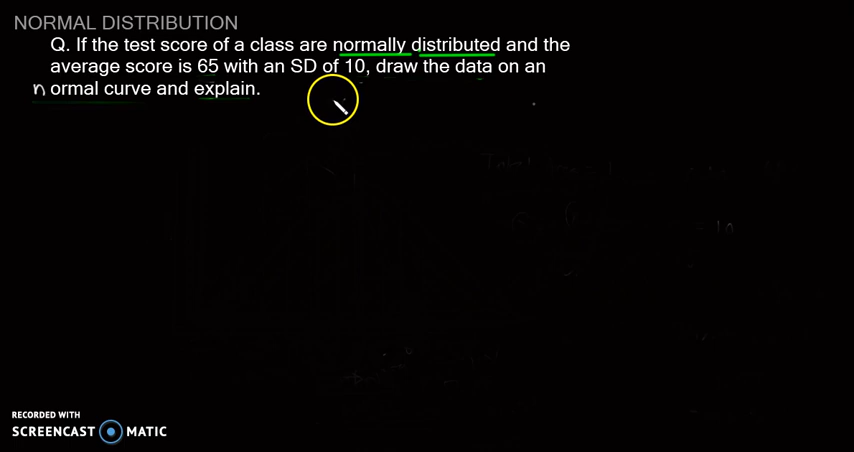 NORMAL DISTRIBUTION
Q. If the test score of a class are normally distributed and the
average score is 65 with an SD of 10, draw the data on an
normal curve and explain.
RECORDED WITH
SCREENCAST MATIC